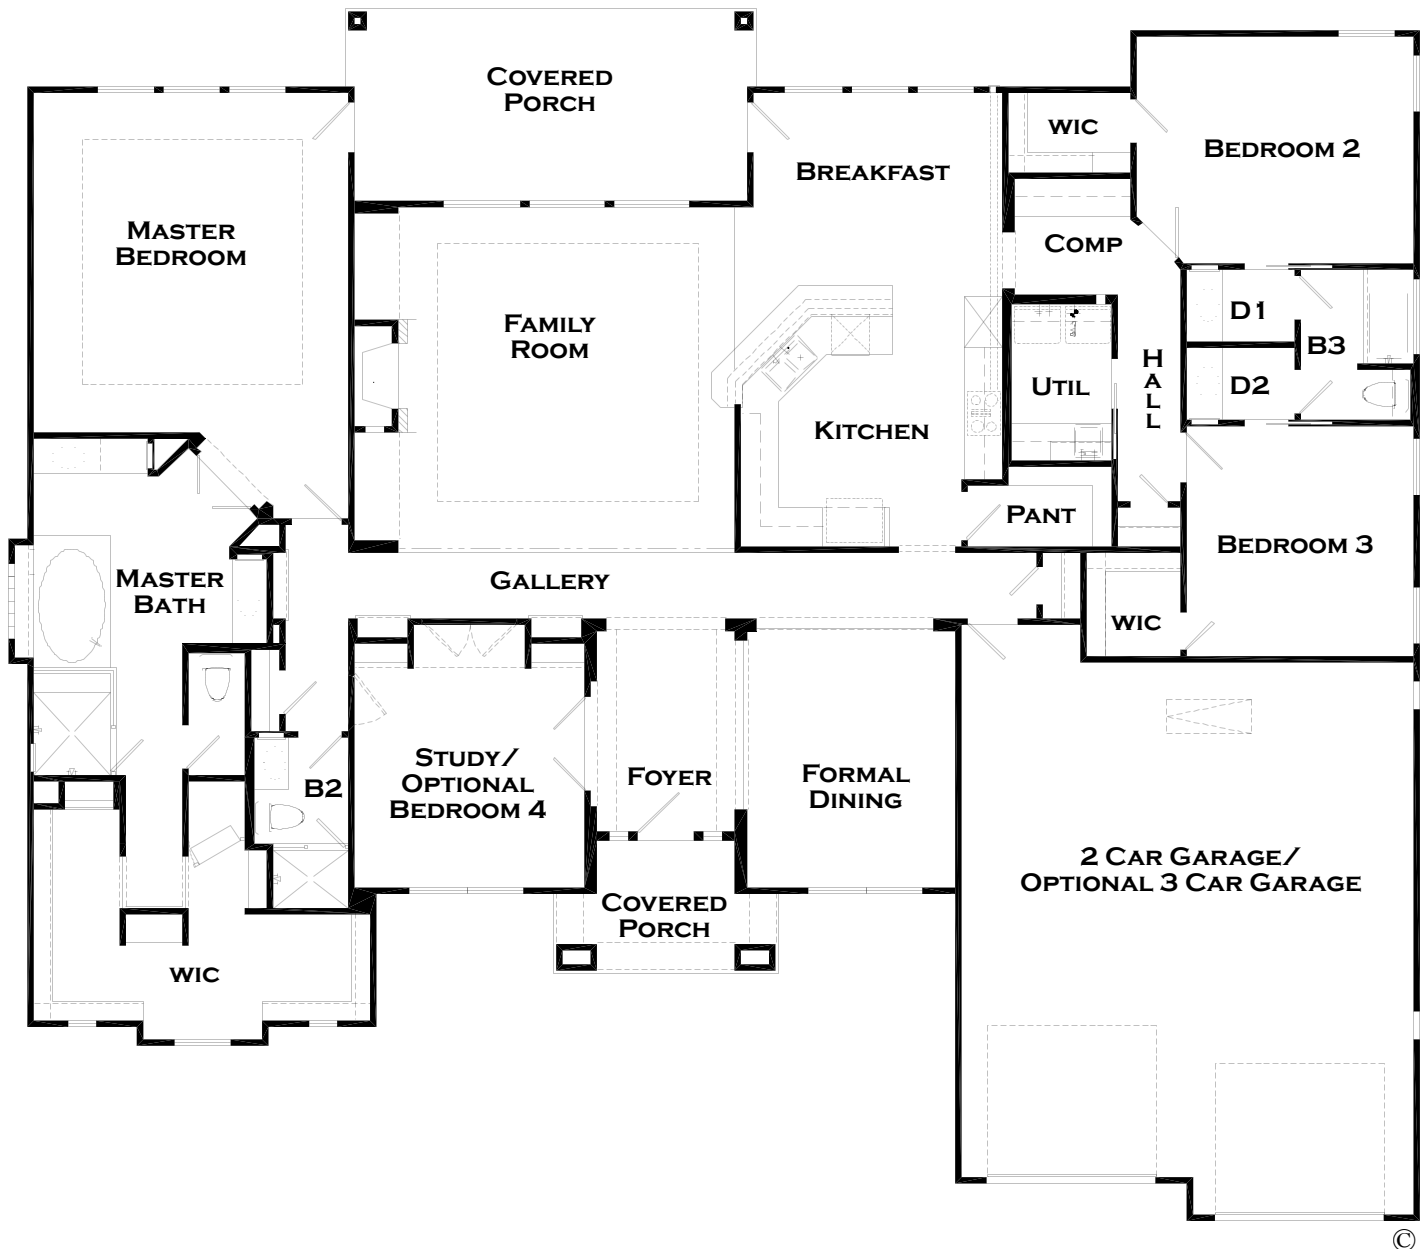 COVERED
PORCH
WIC
BEDROOM 2
BREAKFAST
MASTER
BEDROOM
COMP
FAMILY
ROOM
D1
B3
HALL
UTIL
D2
KITCHEN
PANT
BEDROOM 3
GALLERY
MASTER
BATH
WIC
STUDY/
OPTIONAL
BEDROOM 4
FOYER
FORMAL
DINING
B2
2 CAR GARAGE/
OPTIONAL 3 CAR GARAGE
COVERED
PORCH
WIC
©